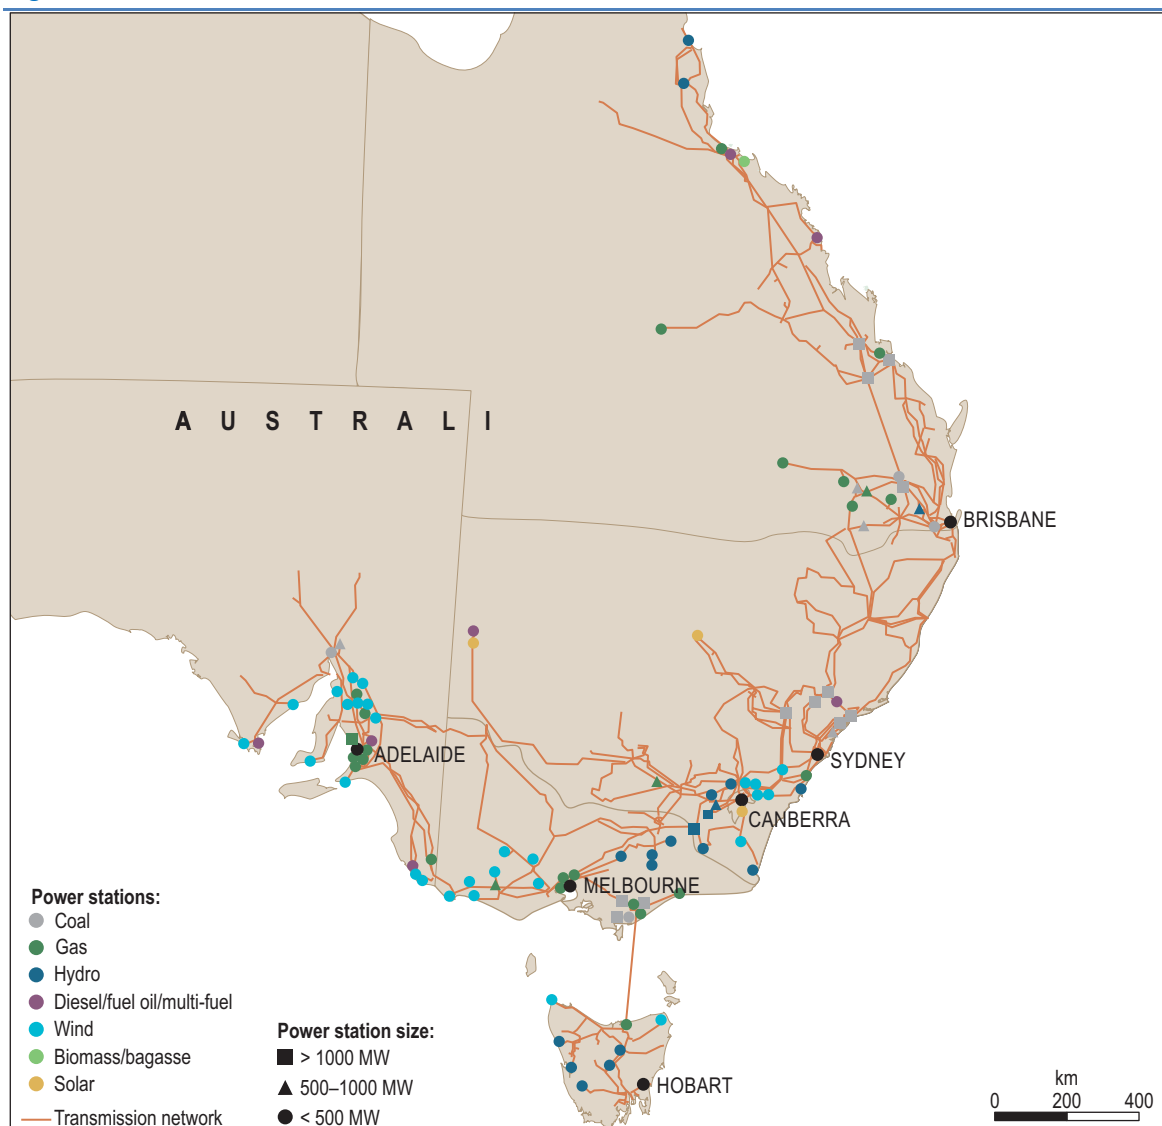 A U S T R A L I
BRISBANE
ADELAIDE
SYDNEY
CANBERRA
MELBOURNE
HOBART
Power stations:
Coal
Gas
Hydro
Diesel/fuel oil/multi-fuel
Wind
Biomass/bagasse
Solar
Transmission network
Power station size:
> 1000 MW
500–1000 MW
< 500 MW
km
0 200 400